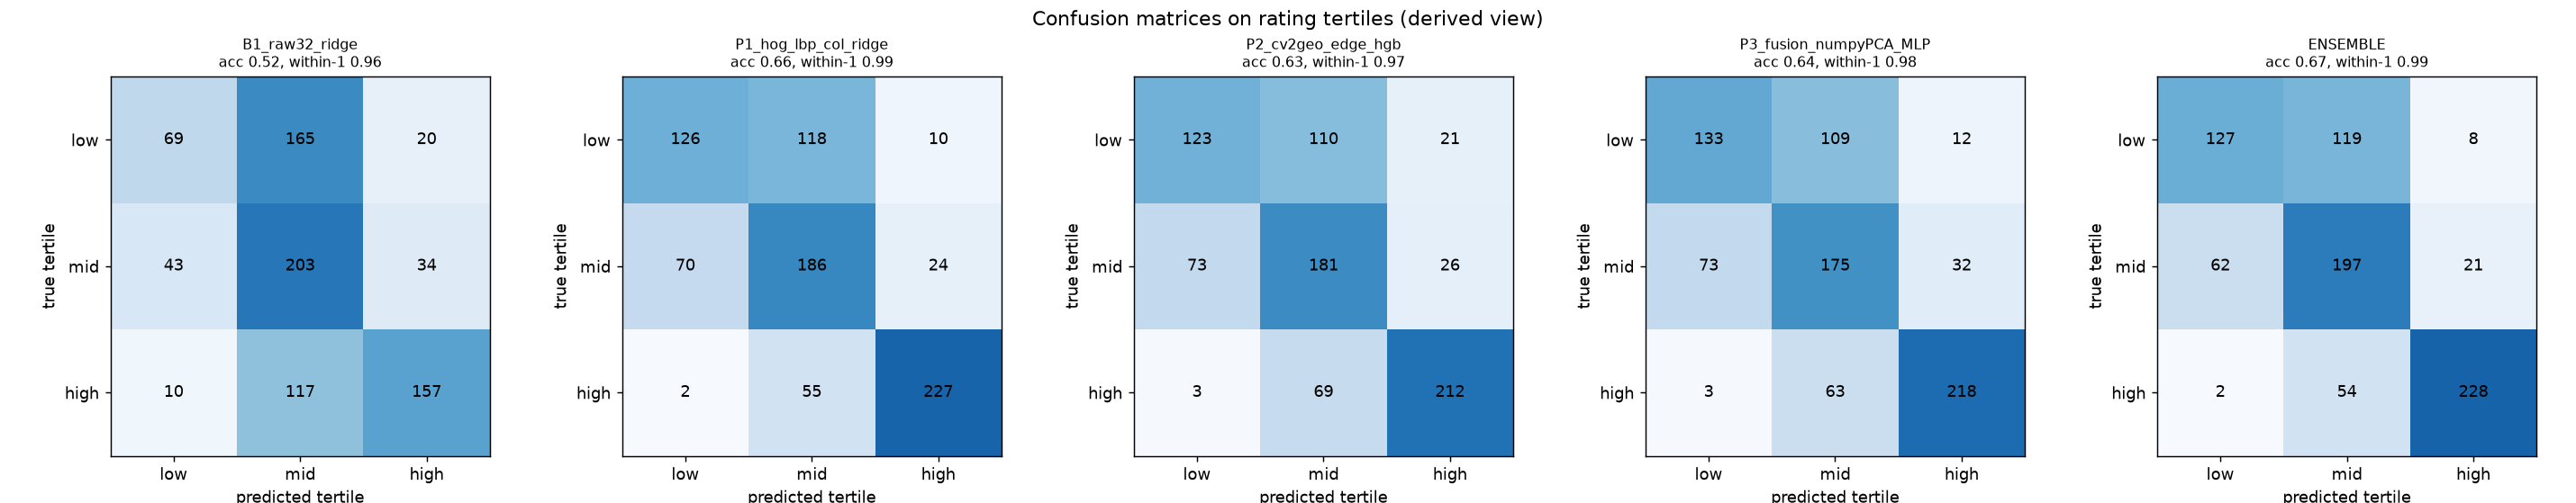 Confusion matrices on rating tertiles (derived view)
B1_raw32_ridge
acc 0.52, within-1 0.96
true tertile
low
69 165 20
mid
43 203 34
high
10 117 157
low mid high
predicted tertile
P1_hog_lbp_col_ridge
acc 0.66, within-1 0.99
true tertile
low
126 118 10
mid
70 186 24
high
2 55 227
low mid high
predicted tertile
P2_cv2geo_edge_hgb
acc 0.63, within-1 0.97
true tertile
low
123 110 21
mid
73 181 26
high
3 69 212
low mid high
predicted tertile
P3_fusion_numpyPCA_MLP
acc 0.64, within-1 0.98
true tertile
low
133 109 12
mid
73 175 32
high
3 63 218
low mid high
predicted tertile
ENSEMBLE
acc 0.67, within-1 0.99
true tertile
low
127 119 8
mid
62 197 21
high
2 54 228
low mid high
predicted tertile